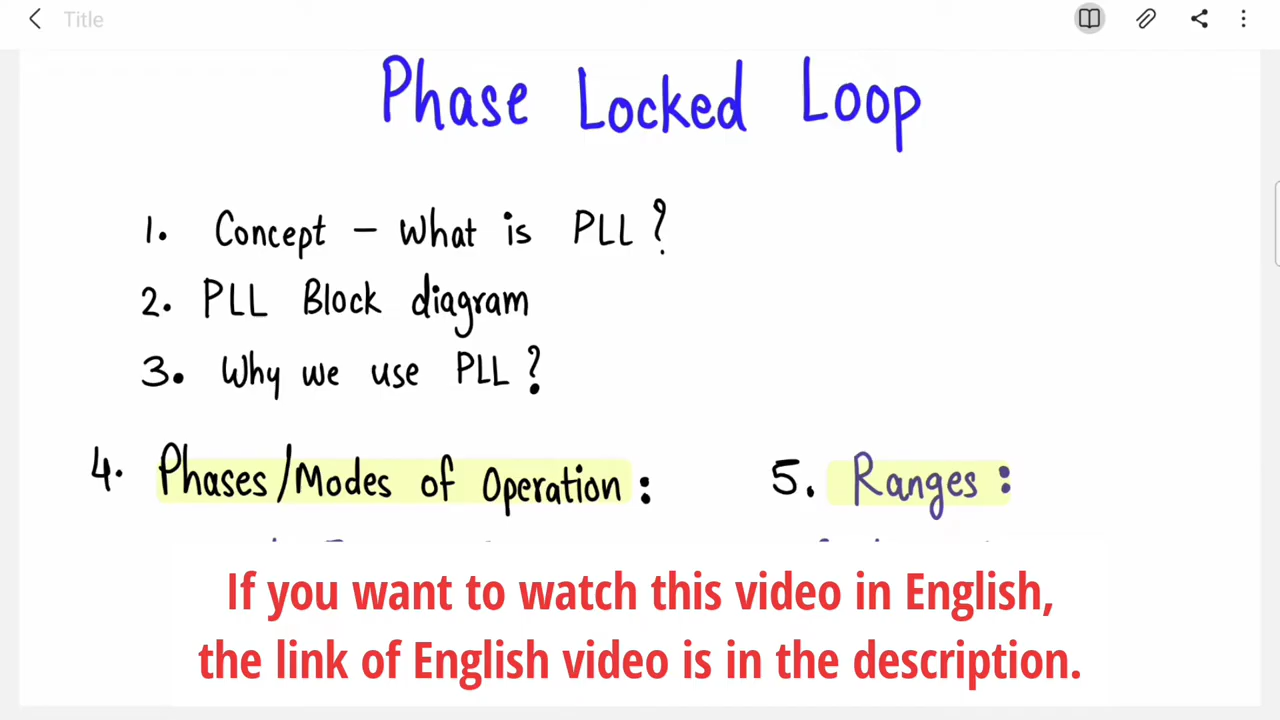 Title
Phase Locked Loop
1. Concept - What is PLL?
2. PLL Block diagram
3. Why we use PLL?
4. Phases/Modes of Operation:
5. Ranges:
If you want to watch this video in English,
the link of English video is in the description.